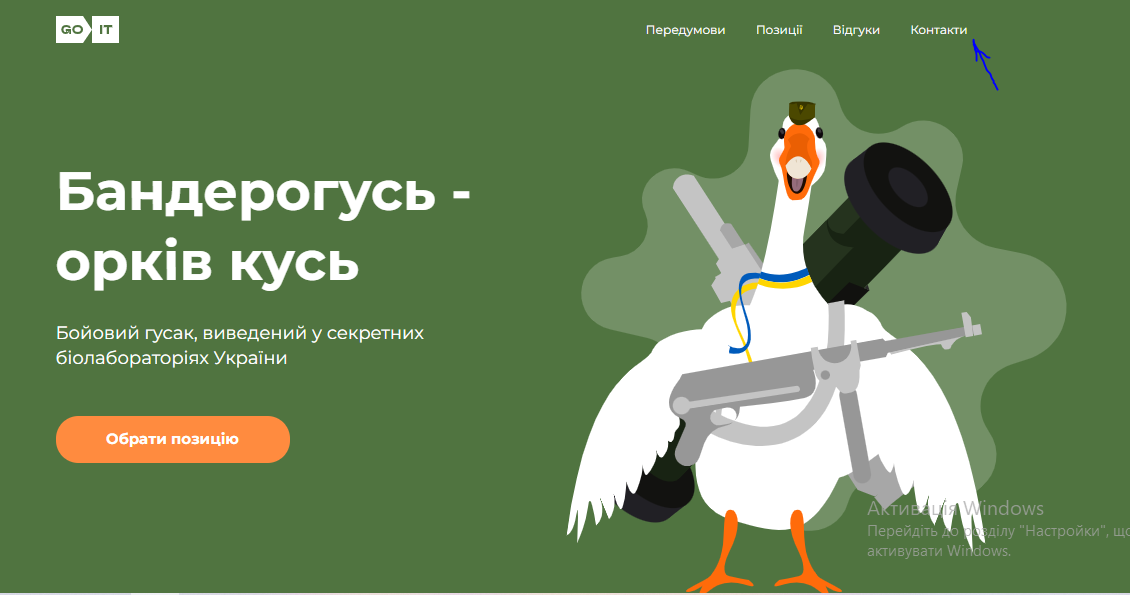 GO IT
Передумови Позиції Відгуки Контакти
Бандерогусь -
орків кусь
Бойовий гусак, виведений у секретних
біолабораторіях України
Обрати позицію
Активація Windows
Перейдіть до розділу "Настройки", що
активувати Windows.